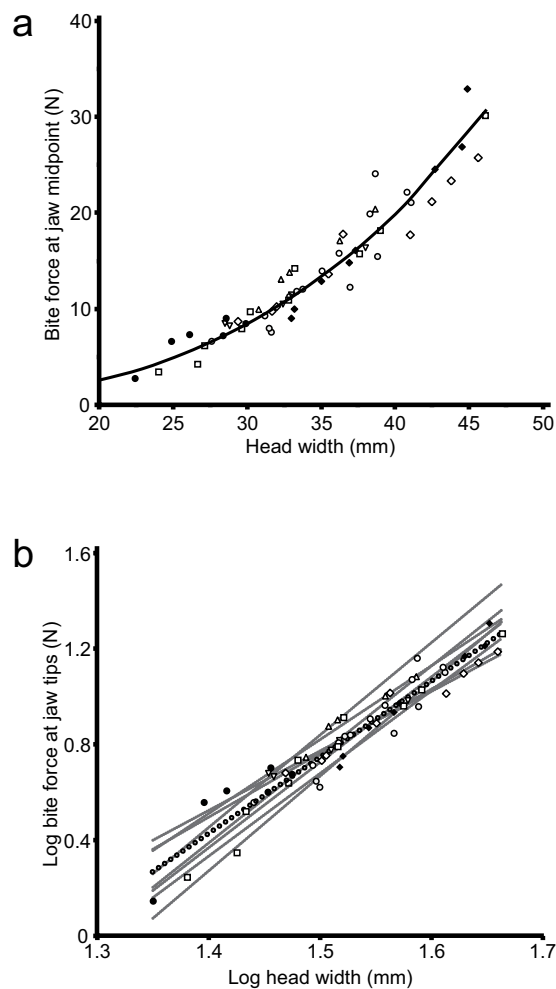 a
40
30
20
10
0
Bite force at jaw midpoint (N)
20 25 30 35 40 45 50
Head width (mm)
b
1.6
1.2
0.8
0.4
0
Log bite force at jaw tips (N)
1.3 1.4 1.5 1.6 1.7
Log head width (mm)